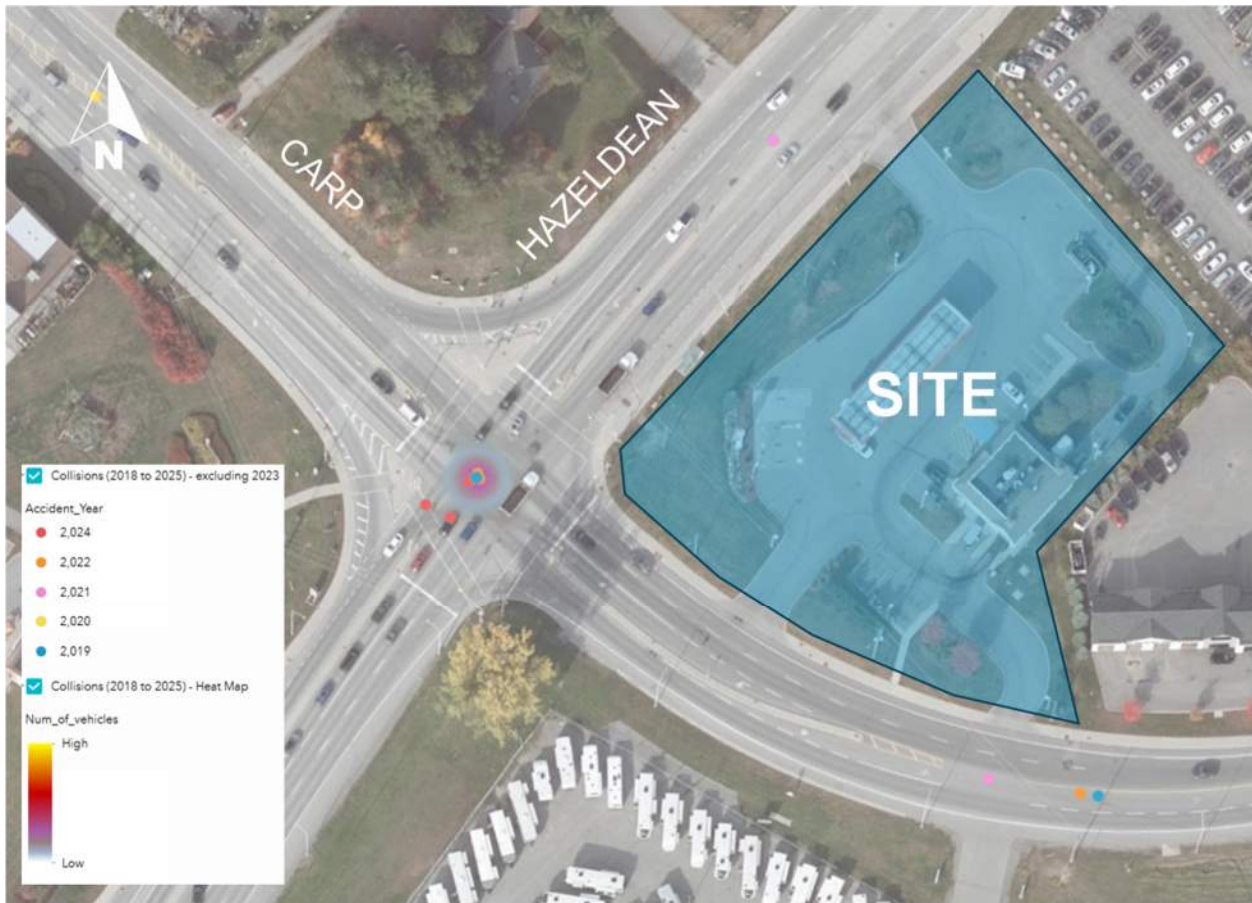 N
CARP
HAZELDEAN
SITE
Collisions (2018 to 2025) - excluding 2023
Accident_Year
2,024
2,022
2,021
2,020
2,019
Collisions (2018 to 2025) - Heat Map
Num_of_vehicles
High
Low